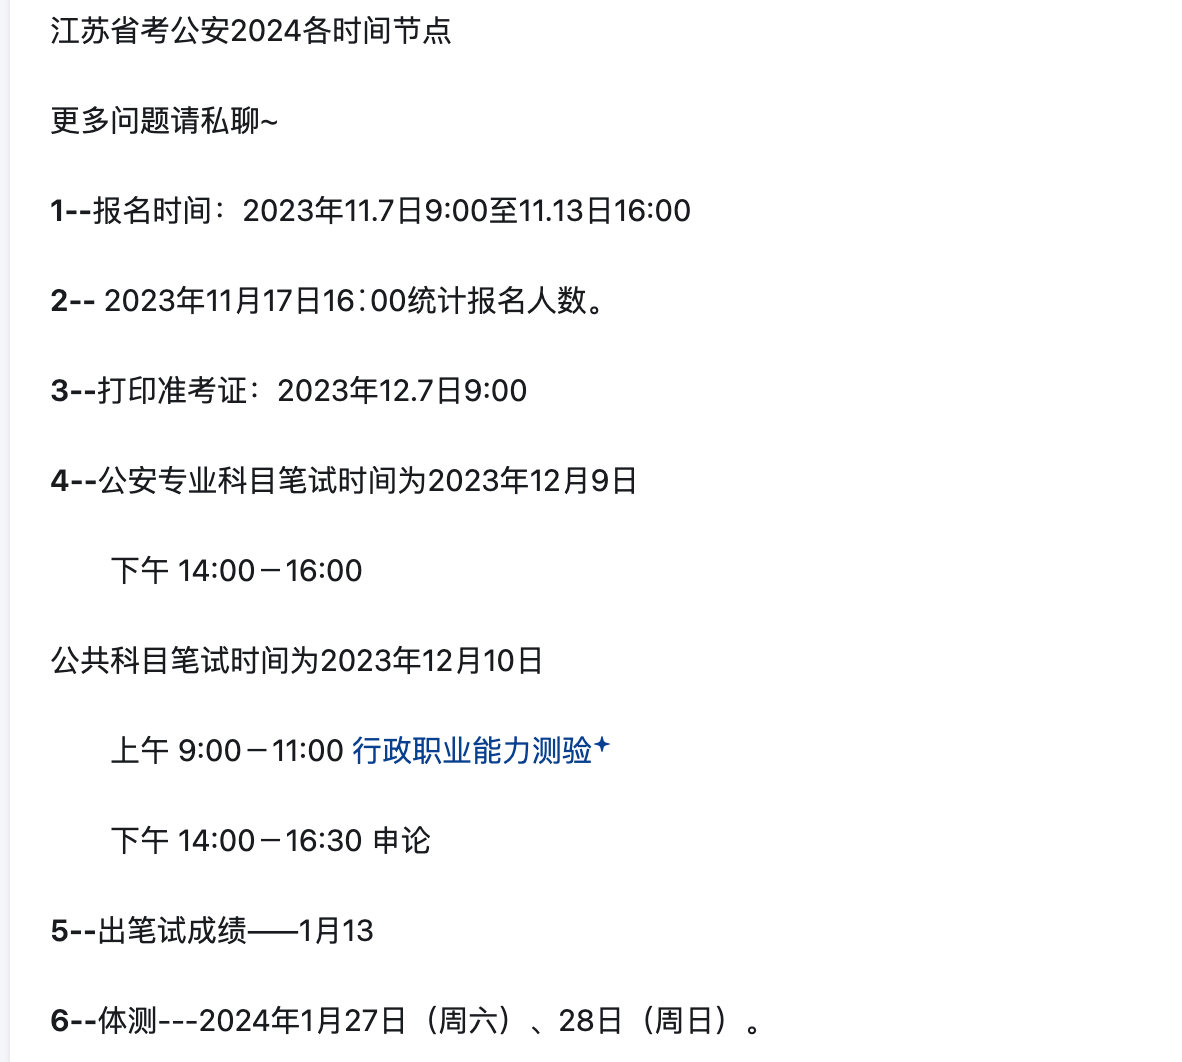 江苏省考公安2024各时间节点
更多问题请私聊~
1--报名时间：2023年11.7日9:00至11.13日16:00
2-- 2023年11月17日16∶00统计报名人数。
3--打印准考证：2023年12.7日9:00
4--公安专业科目笔试时间为2023年12月9日
下午 14:00－16:00
公共科目笔试时间为2023年12月10日
上午 9:00－11:00 行政职业能力测验
下午 14:00－16:30 申论
5--出笔试成绩——1月13
6--体测---2024年1月27日（周六）、28日（周日）。